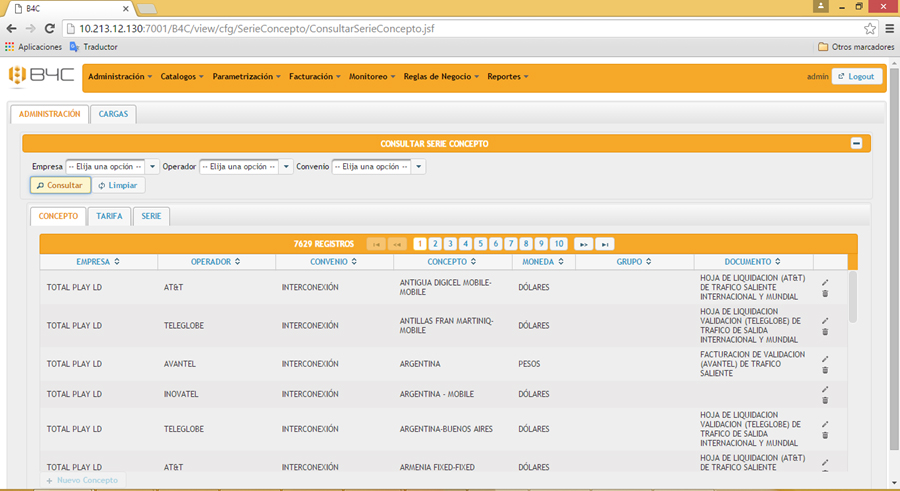 B4C
10.213.12.130:7001/B4C/view/cfg/SerieConcepto/ConsultarSerieConcepto.jsf
Aplicaciones Traductor Otros marcadores
B4C Administración Catalogos Parametrización Facturación Monitoreo Reglas de Negocio Reportes admin Logout
ADMINISTRACIÓN CARGAS
CONSULTAR SERIE CONCEPTO
Empresa -- Elija una opción -- Operador -- Elija una opción -- Convenio -- Elija una opción --
Consultar Limpiar
CONCEPTO TARIFA SERIE
7629 REGISTROS 1 2 3 4 5 6 7 8 9 10
EMPRESA OPERADOR CONVENIO CONCEPTO MONEDA GRUPO DOCUMENTO
TOTAL PLAY LD AT&T INTERCONEXIÓN ANTIGUA DIGICEL MOBILE-
MOBILE DÓLARES HOJA DE LIQUIDACION (AT&T)
DE TRAFICO SALIENTE
INTERNACIONAL Y MUNDIAL
TOTAL PLAY LD TELEGLOBE INTERCONEXIÓN ANTILLAS FRAN MARTINIQ-
MOBILE DÓLARES HOJA DE LIQUIDACION
VALIDACION (TELEGLOBE) DE
TRAFICO DE SALIDA
INTERNACIONAL Y MUNDIAL
TOTAL PLAY LD AVANTEL INTERCONEXIÓN ARGENTINA PESOS FACTURACION DE VALIDACION
(AVANTEL) DE TRAFICO
SALIENTE
TOTAL PLAY LD INOVATEL INTERCONEXIÓN ARGENTINA - MOBILE DÓLARES
TOTAL PLAY LD TELEGLOBE INTERCONEXIÓN ARGENTINA-BUENOS AIRES DÓLARES HOJA DE LIQUIDACION
VALIDACION (TELEGLOBE) DE
TRAFICO DE SALIDA
INTERNACIONAL Y MUNDIAL
TOTAL PLAY LD AT&T INTERCONEXIÓN ARMENIA FIXED-FIXED DÓLARES HOJA DE LIQUIDACION (AT&T)
DE TRAFICO SALIENTE
Nuevo Concepto